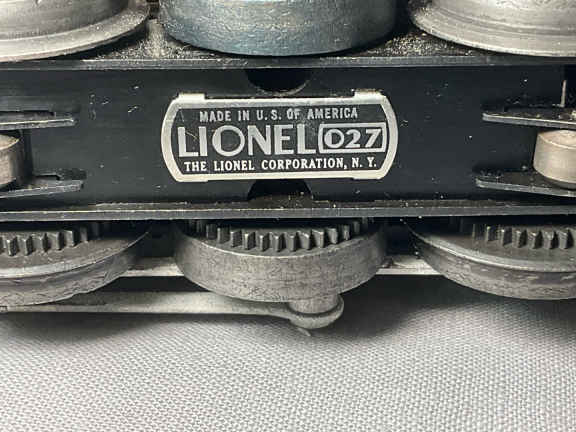 MADE IN U.S. OF AMERICA
LIONEL 027
THE LIONEL CORPORATION, N.Y.